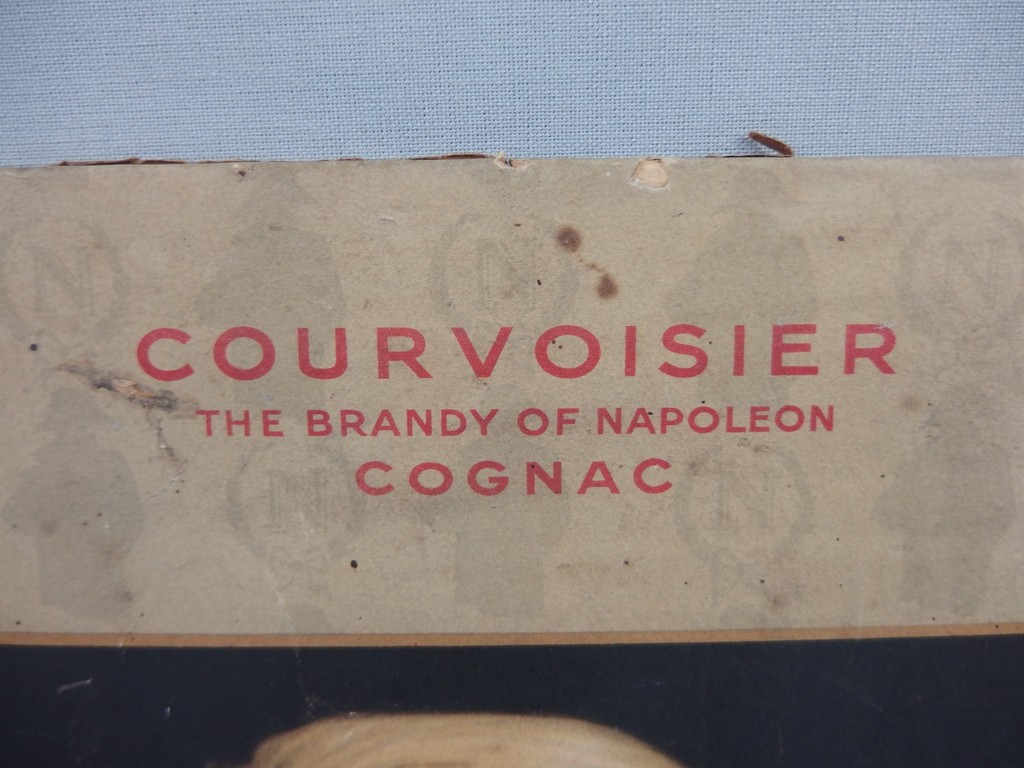 COURVOISIER
THE BRANDY OF NAPOLEON
COGNAC
N N N
N N